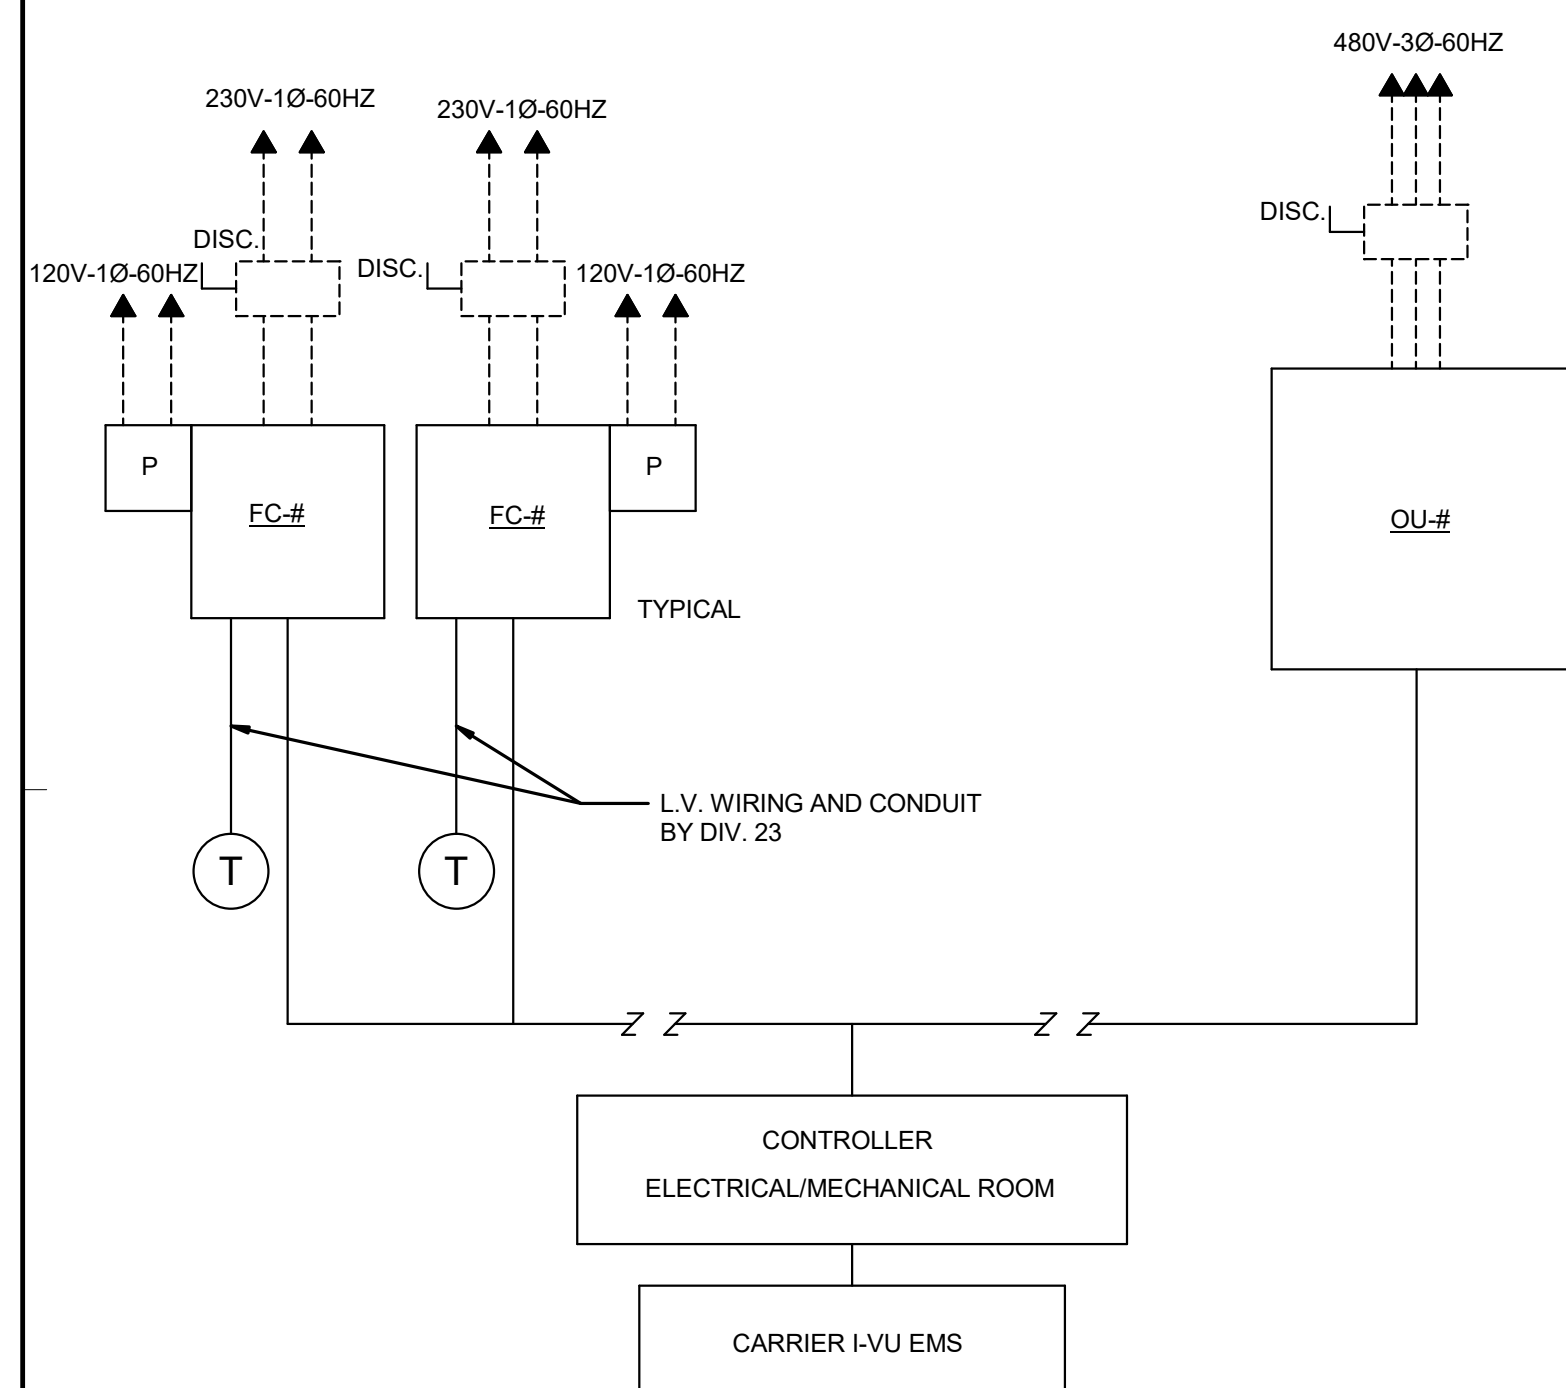 480V-3Ø-60HZ
230V-1Ø-60HZ
230V-1Ø-60HZ
DISC.
DISC.
120V-1Ø-60HZ
DISC.
120V-1Ø-60HZ
P
P
FC-#
FC-#
OU-#
TYPICAL
L.V. WIRING AND CONDUIT
BY DIV. 23
T
T
Z Z
Z Z
CONTROLLER
ELECTRICAL/MECHANICAL ROOM
CARRIER I-VU EMS